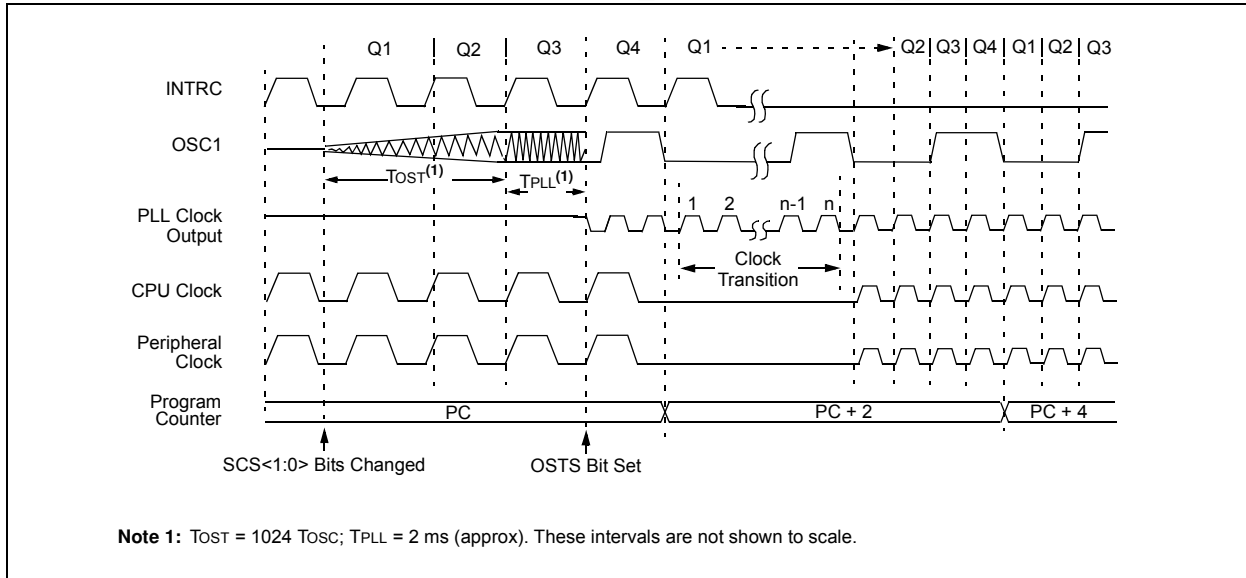 Q1 Q2 Q3 Q4 Q1 Q2 Q3 Q4 Q1 Q2 Q3
INTRC
OSC1
TOST(1) TPLL(1)
1 2 n-1 n
PLL Clock
Output
Clock
Transition
CPU Clock
Peripheral
Clock
Program
Counter
PC PC + 2 PC + 4
SCS<1:0> Bits Changed OSTS Bit Set
Note 1: TOST = 1024 TOSC; TPLL = 2 ms (approx). These intervals are not shown to scale.